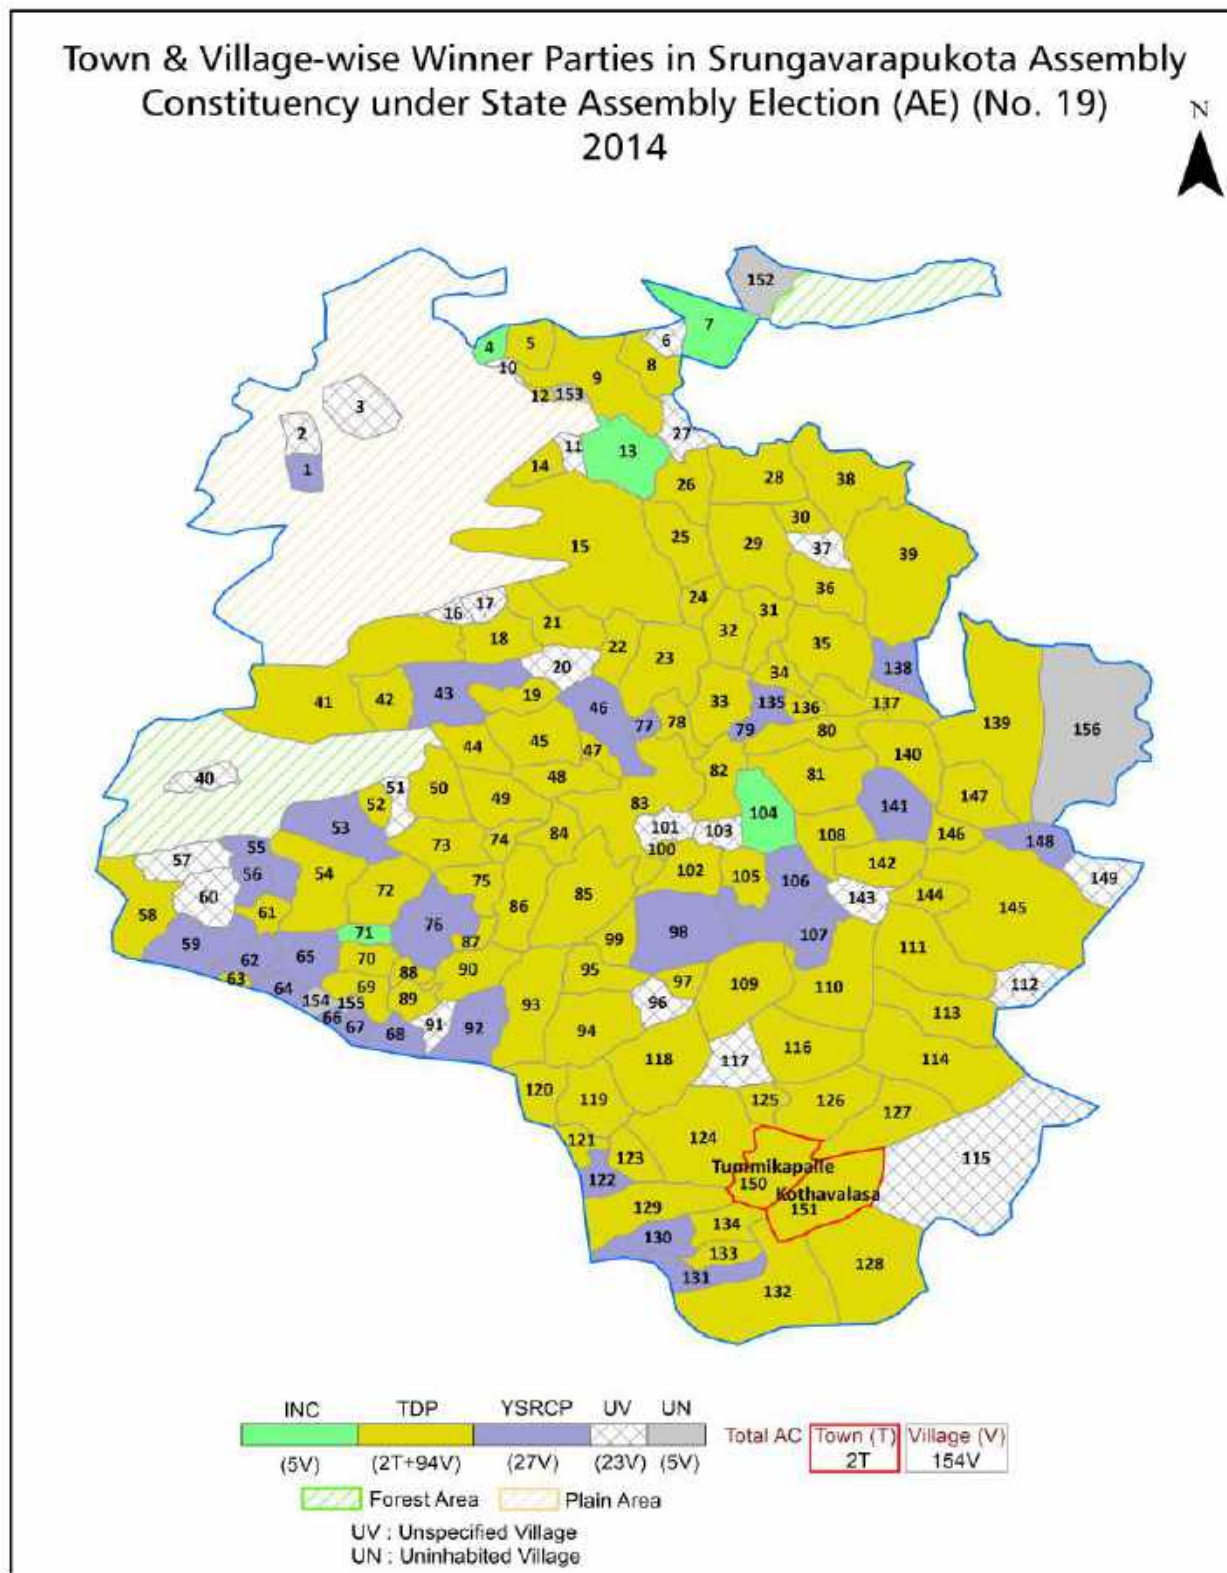 Town & Village-wise Winner Parties in Srungavarapukota Assembly
Constituency under State Assembly Election (AE) (No. 19)
2014
N
152
7
4 5 6
10 8
9
12 153
3
2
1
11 13 27
14 26 28 38
30
15 25 29 37 39
24 36
16 17 31
21 32
18 22 23 35
20 34 138
41 42 43 19 46 33 135 136 137
77 78 79 80 139 156
44 45 47 140
40 48 82 81
51 50 49 83 104 141 147
52
53 101 103 108 146 148
55 73 74 84 100
57 56 54 75 102 105 106 142 149
60 72 86 85 143 144 145
58 61
59 71 76 87 99 98 107 111
62 65 70 88 90 95 97 109 110 112
63 64 69 89 96
154 155 93 113
66 67 68 91 92 94
118 117 116 114
120 119 125 126 127
121 123 124
Tummikapalle
122 150 115
Kothavalasa
129 151
134
130 133
131 128
132
INC TDP YSRCP UV UN
(5V) (2T+94V) (27V) (23V) (5V)
Total AC Town (T) Village (V)
2T 154V
Forest Area Plain Area
UV : Unspecified Village
UN : Uninhabited Village